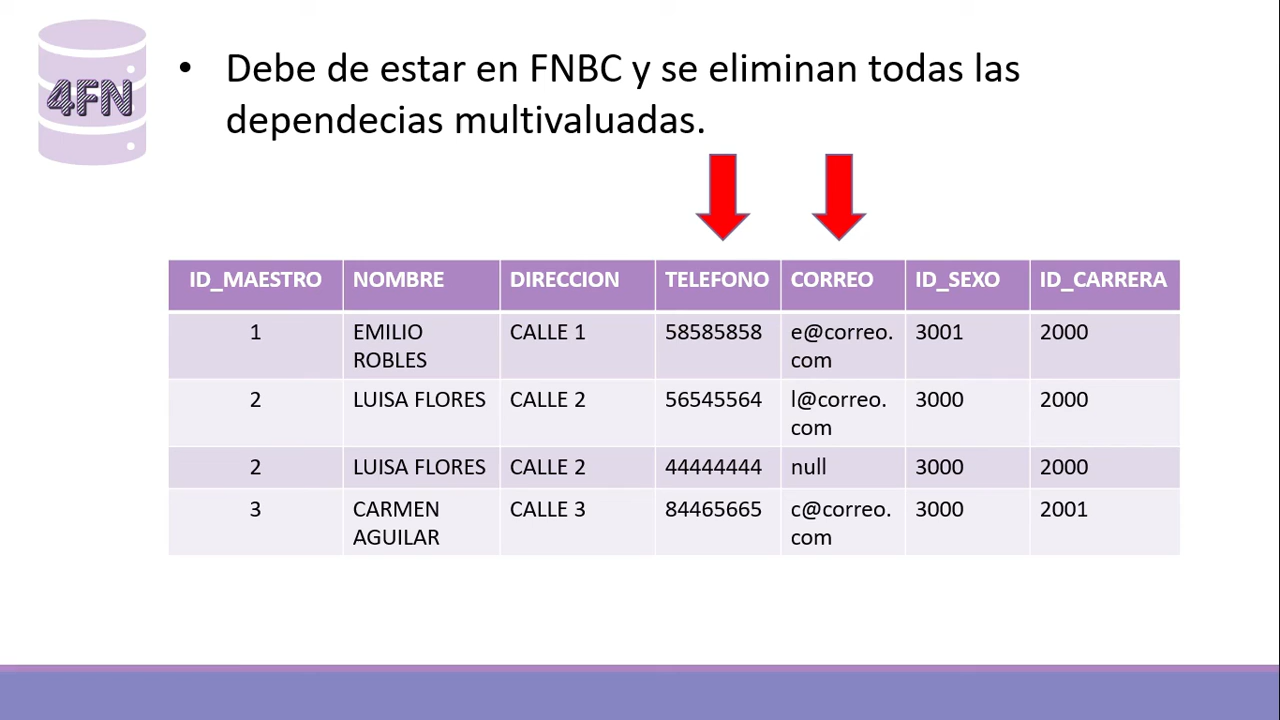 4FN
• Debe de estar en FNBC y se eliminan todas las
dependecias multivaluadas.
ID_MAESTRO NOMBRE DIRECCION TELEFONO CORREO ID_SEXO ID_CARRERA
1 EMILIO ROBLES CALLE 1 58585858 e@correo.com 3001 2000
2 LUISA FLORES CALLE 2 56545564 l@correo.com 3000 2000
2 LUISA FLORES CALLE 2 44444444 null 3000 2000
3 CARMEN AGUILAR CALLE 3 84465665 c@correo.com 3000 2001